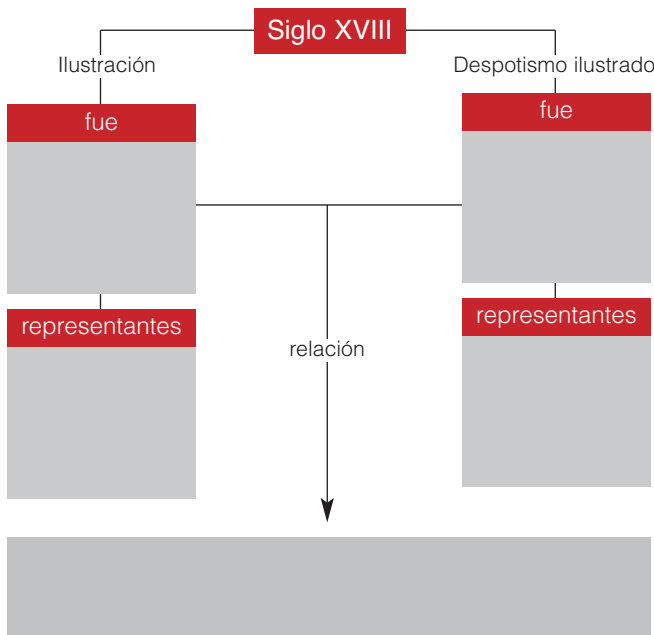 Siglo XVIII
Ilustración
Despotismo ilustrado
fue
fue
representantes
representantes
relación